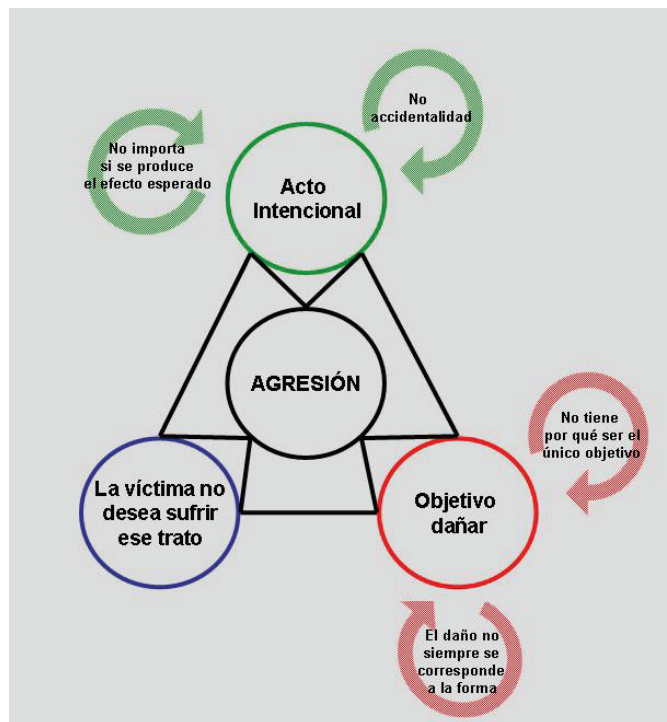 No
accidentalidad
No importa
si se produce
el efecto esperado
Acto
Intencional
AGRESIÓN
No tiene
por qué ser el
único objetivo
La víctima no
desea sufrir
ese trato
Objetivo
dañar
El daño no
siempre se
corresponde
a la forma